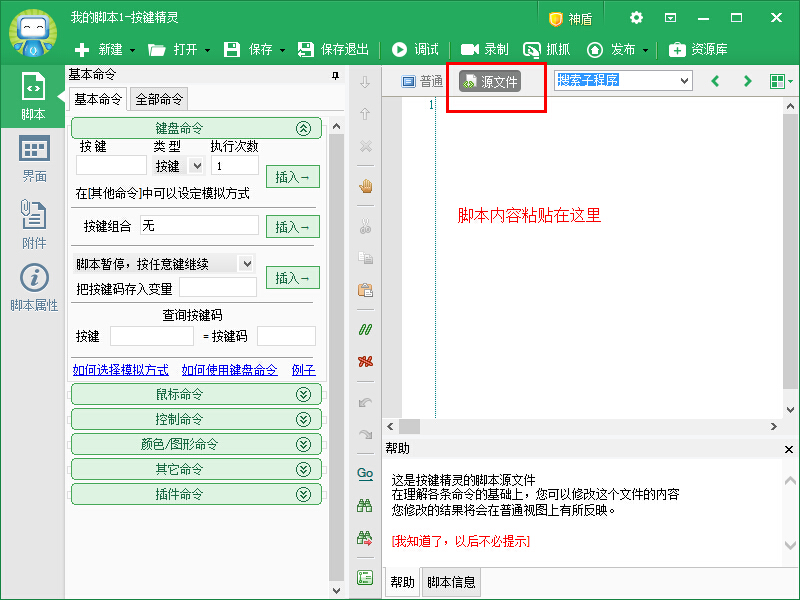 我的脚本1-按键精灵
神盾
新建
打开
保存
保存退出
调试
录制
抓抓
发布
资源库
脚本
界面
附件
脚本属性
基本命令
基本命令
全部命令
键盘命令
按 键
类 型
执行次数
按键
1
插入→
在[其他命令]中可以设定模拟方式
按键组合
无
插入→
脚本暂停，按任意键继续
插入→
把按键码存入变量
查询按键码
按键
= 按键码
如何选择模拟方式
如何使用键盘命令
例子
鼠标命令
控制命令
颜色/图形命令
其它命令
插件命令
Go
普通
源文件
搜索子程序
1
脚本内容粘贴在这里
帮助
这是按键精灵的脚本源文件
在理解各条命令的基础上，您可以修改这个文件的内容
您修改的结果将会在普通视图上有所反映。
[我知道了，以后不必提示]
帮助
脚本信息